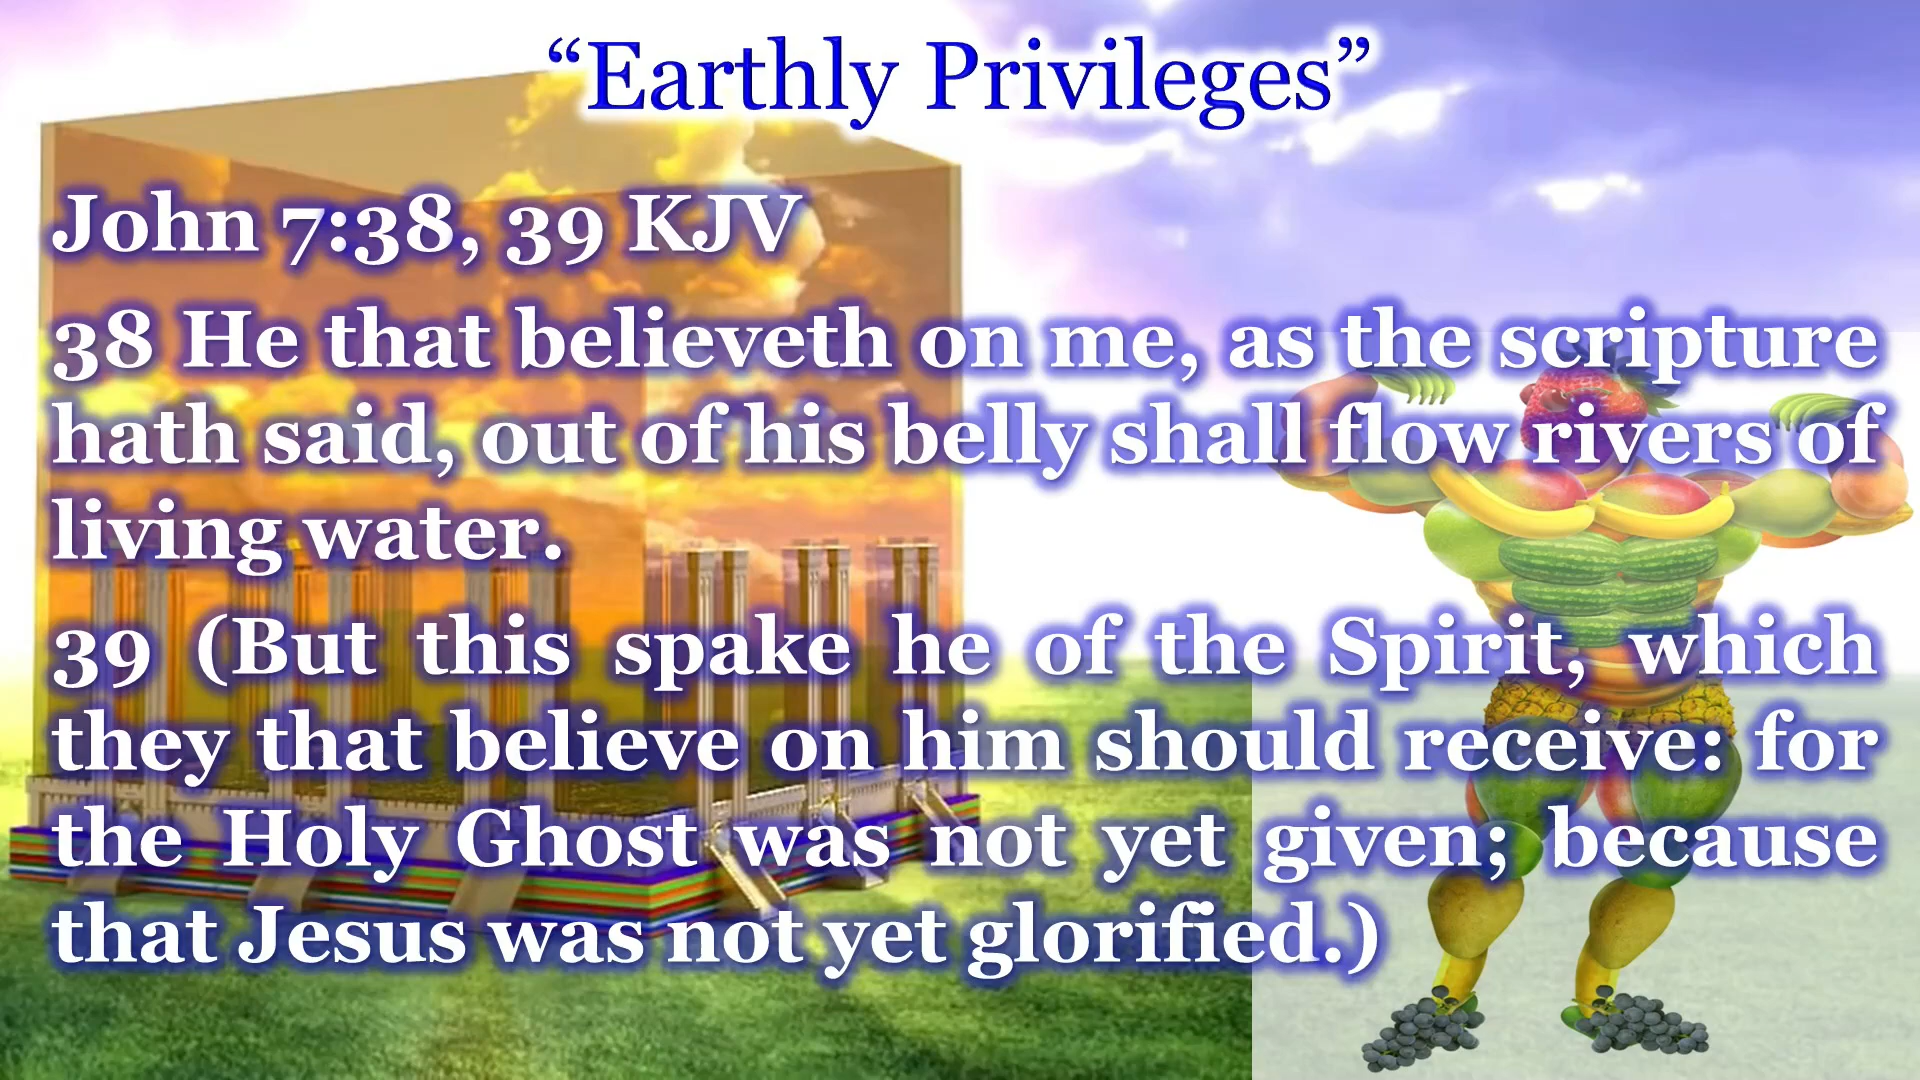 “Earthly Privileges”
John 7:38, 39 KJV
38 He that believeth on me, as the scripture
hath said, out of his belly shall flow rivers of
living water.
39 (But this spake he of the Spirit, which
they that believe on him should receive: for
the Holy Ghost was not yet given; because
that Jesus was not yet glorified.)